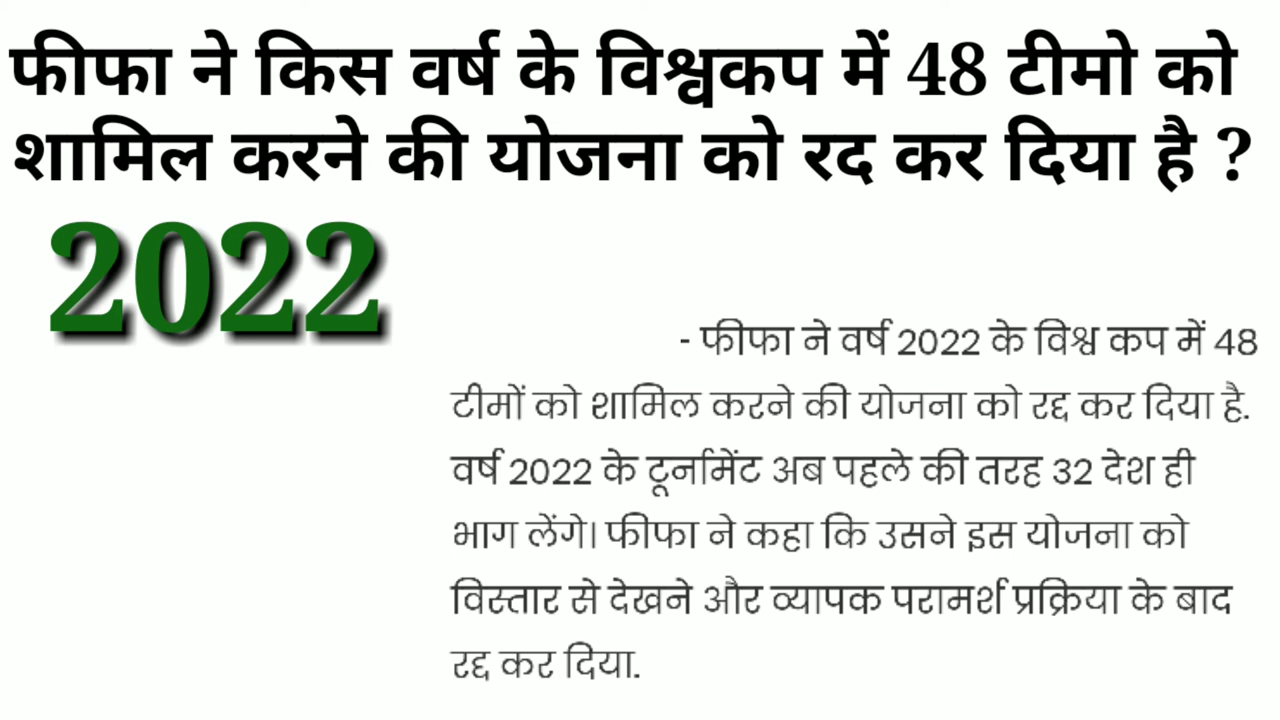 फीफा ने किस वर्ष के विश्वकप में 48 टीमो को
शामिल करने की योजना को रद कर दिया है ?
2022
- फीफा ने वर्ष 2022 के विश्व कप में 48
टीमों को शामिल करने की योजना को रद्द कर दिया है.
वर्ष 2022 के टूर्नामेंट अब पहले की तरह 32 देश ही
भाग लेंगे। फीफा ने कहा कि उसने इस योजना को
विस्तार से देखने और व्यापक परामर्श प्रक्रिया के बाद
रद्द कर दिया.